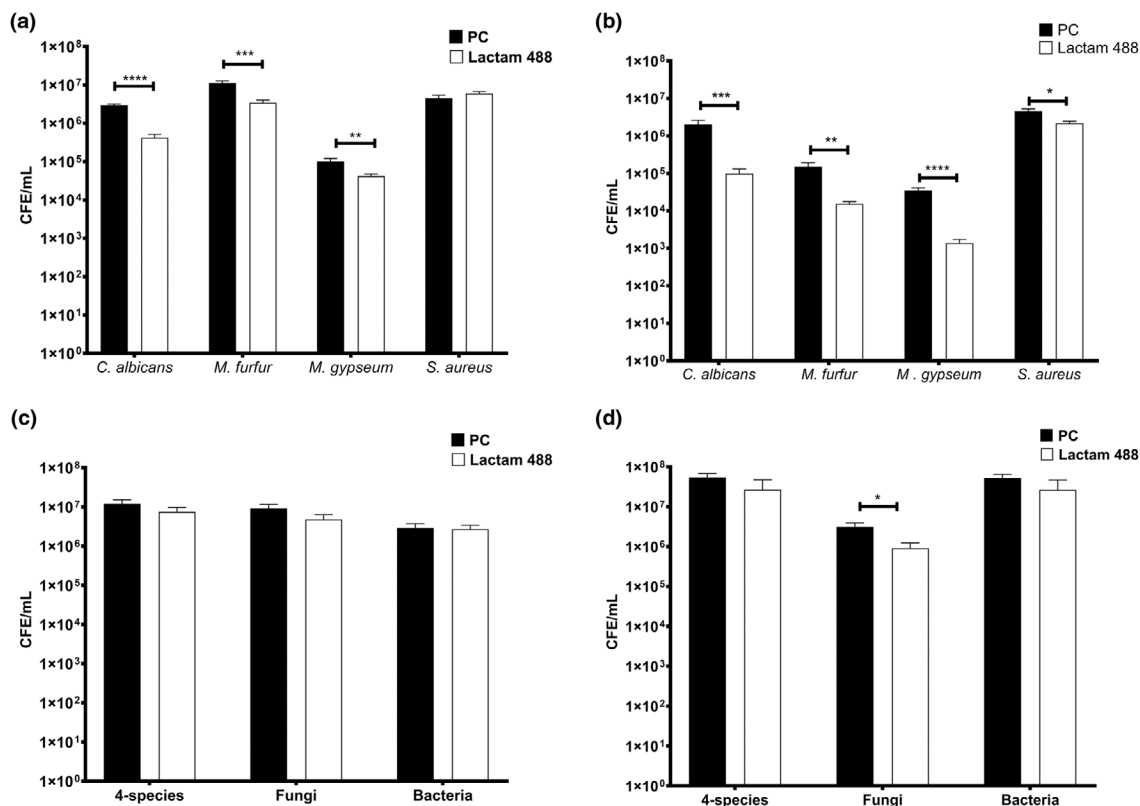 (a)
PC
Lactam 488
1×10⁸
1×10⁷
1×10⁶
1×10⁵
1×10⁴
1×10³
1×10²
1×10¹
1×10⁰
CFE/mL
****
***
**
C. albicans M. furfur M. gypseum S. aureus
(b)
PC
Lactam 488
1×10⁸
1×10⁷
1×10⁶
1×10⁵
1×10⁴
1×10³
1×10²
1×10¹
1×10⁰
CFE/mL
***
**
****
*
C. albicans M. furfur M . gypseum S. aureus
(c)
PC
Lactam 488
1×10⁸
1×10⁷
1×10⁶
1×10⁵
1×10⁴
1×10³
1×10²
1×10¹
1×10⁰
CFE/mL
4-species Fungi Bacteria
(d)
PC
Lactam 488
1×10⁸
1×10⁷
1×10⁶
1×10⁵
1×10⁴
1×10³
1×10²
1×10¹
1×10⁰
CFE/mL
*
4-species Fungi Bacteria